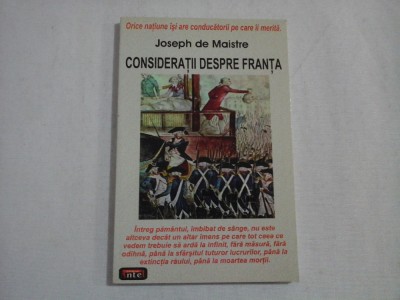 Orice națiune își are conducătorii pe care îi merită.
Joseph de Maistre
CONSIDERAȚII DESPRE FRANȚA
Întreg pământul, îmbibat de sânge, nu este
altceva decât un altar imens pe care tot ceea ce
vedem trebuie să ardă la infinit, fără măsură, fără
odihnă, până la sfârșitul tuturor lucrurilor, până la
extincția răului, până la moartea morții.